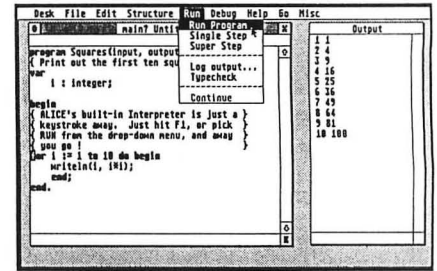 Desk File Edit Structure Run Debug Help Go Misc
main? Unti
Run Program
Single Step
Super Step
Log output...
Typecheck
Continue
program Squares(input, output
{ Print out the first ten squ
var
i : integer;
begin
{ ALICE's built-in Interpreter is just a }
{ keystroke away. Just hit F1, or pick }
{ RUN from the drop-down menu, and away }
{ you go ! }
for i := 1 to 10 do begin
writeln(i, i*i);
end;
end.
Output
1 1
2 4
3 9
4 16
5 25
6 36
7 49
8 64
9 81
10 100